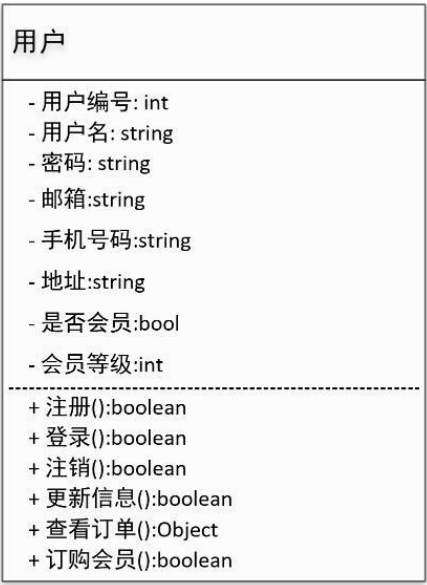 用户
- 用户编号: int
- 用户名: string
- 密码: string
- 邮箱:string
- 手机号码:string
- 地址:string
- 是否会员:bool
- 会员等级:int
+ 注册():boolean
+ 登录():boolean
+ 注销():boolean
+ 更新信息():boolean
+ 查看订单():Object
+ 订购会员():boolean